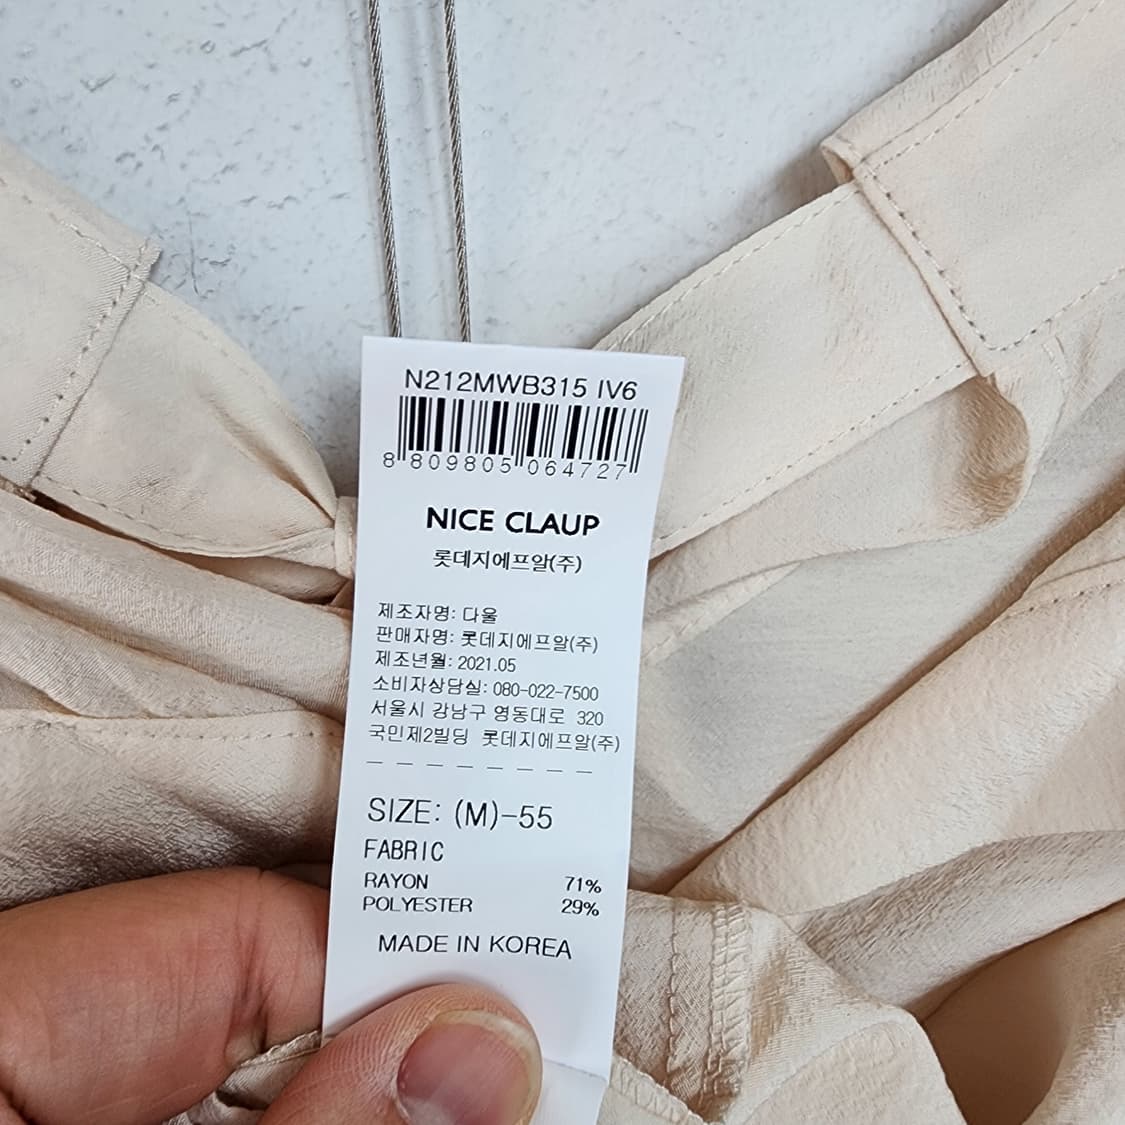 N212MWB315 IV6
8 809805 064727
NICE CLAUP
롯데지에프알(주)
제조자명: 다울
판매자명: 롯데지에프알(주)
제조년월: 2021.05
소비자상담실: 080-022-7500
서울시 강남구 영동대로 320
국민제2빌딩 롯데지에프알(주)
SIZE: (M)-55
FABRIC
RAYON 71%
POLYESTER 29%
MADE IN KOREA